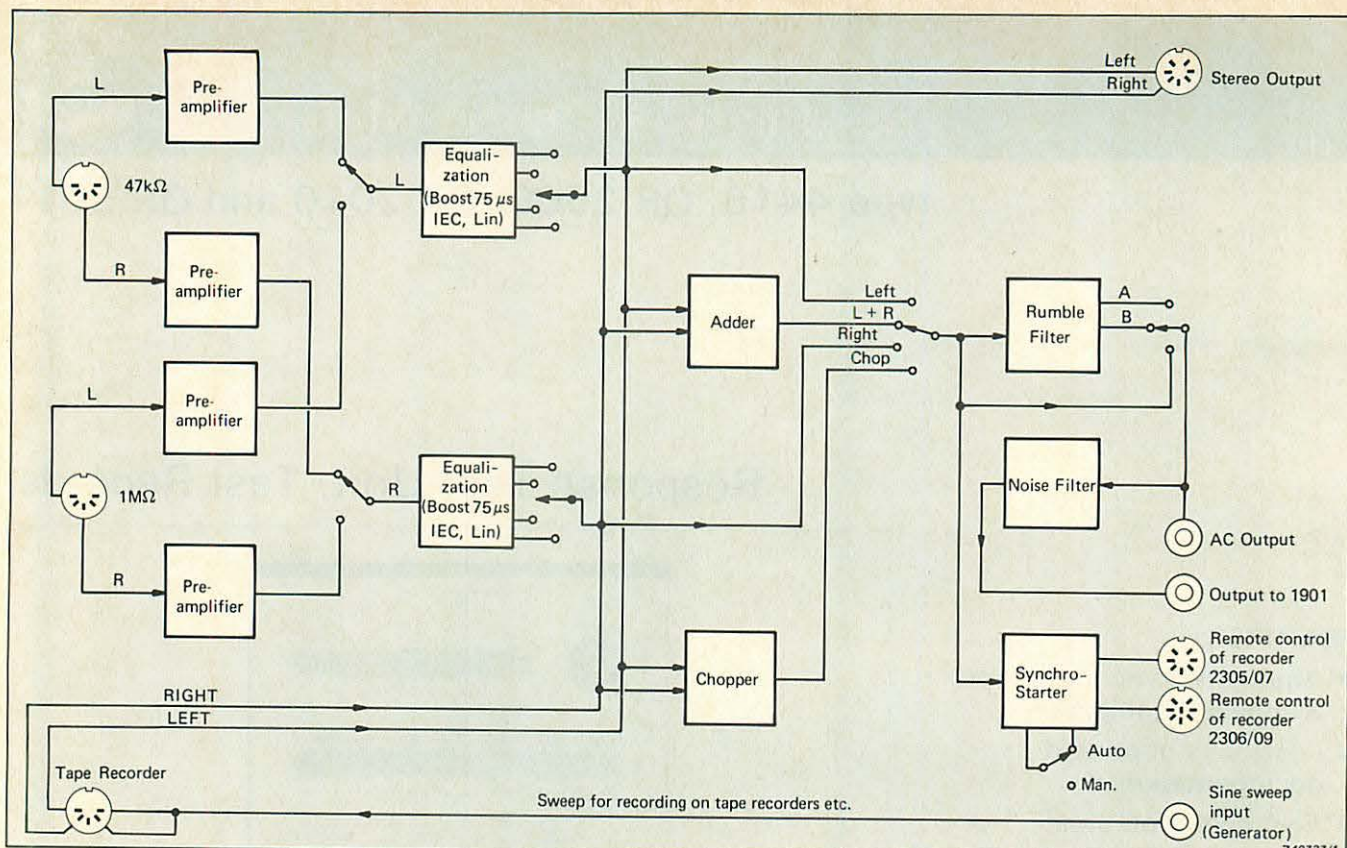 Left
Right
Stereo Output
L
Pre-
amplifier
47kΩ
R
Pre-
amplifier
L
Equali-
zation
(Boost 75 μs
IEC, Lin)
Adder
Left
L + R
Right
Chop
Rumble
Filter
A
B
L
Pre-
amplifier
1MΩ
R
Pre-
amplifier
Equali-
zation
(Boost 75 μs
IEC, Lin)
Noise Filter
AC Output
Output to 1901
Chopper
Synchro-
Starter
Remote control
of recorder
2305/07
Remote control
of recorder
2306/09
Auto
Man.
RIGHT
LEFT
Tape Recorder
Sweep for recording on tape recorders etc.
Sine sweep
input
(Generator)